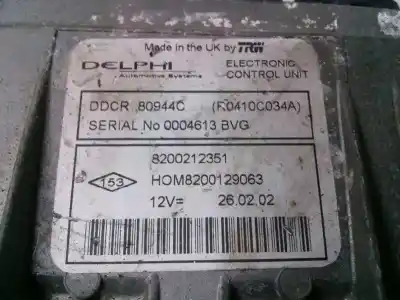 Made in the UK by TRW
DELPHI
Automotive Systems
ELECTRONIC
CONTROL UNIT
DDCR 80944C (R0410C034A)
SERIAL No 0004613 BVG
8200212351
153
HOM8200129063
12V= 26.02.02